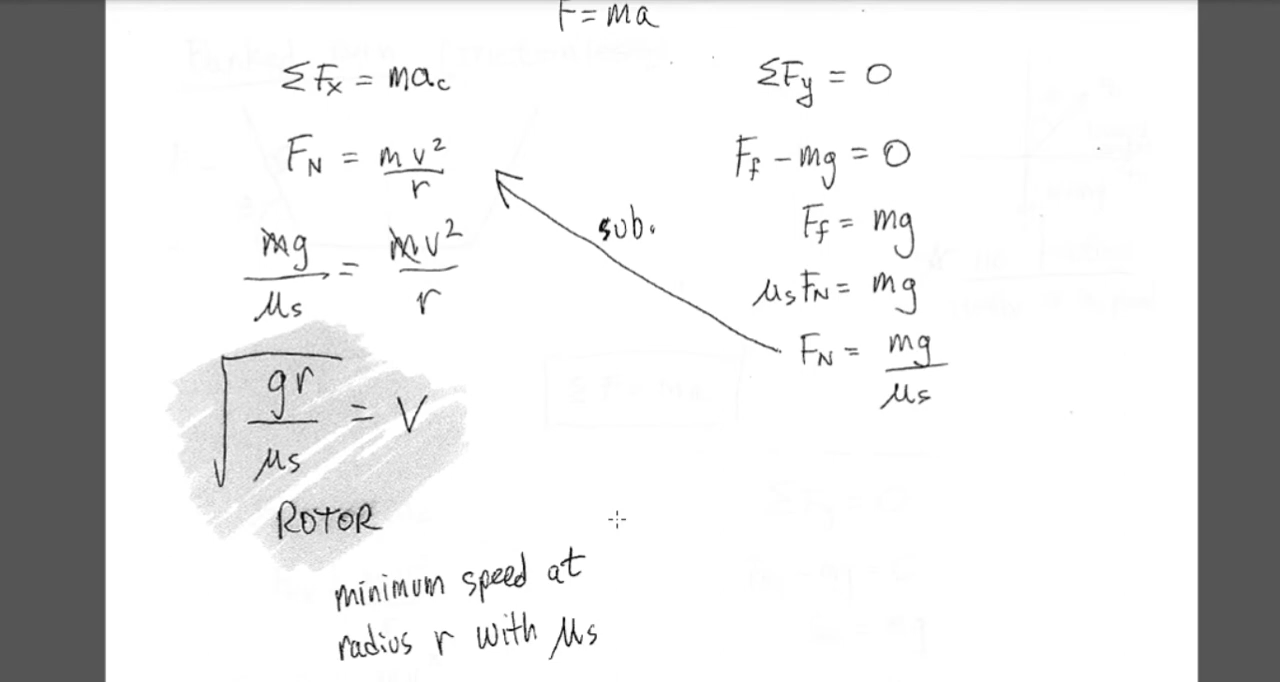 F = ma
ΣFx = mac
FN = mv²/r
mg/μs = mv²/r
√(gr/μs) = V
ROTOR
minimum speed at
radius r with μs
sub.
ΣFy = 0
Ff - mg = 0
Ff = mg
μsFN = mg
FN = mg/μs